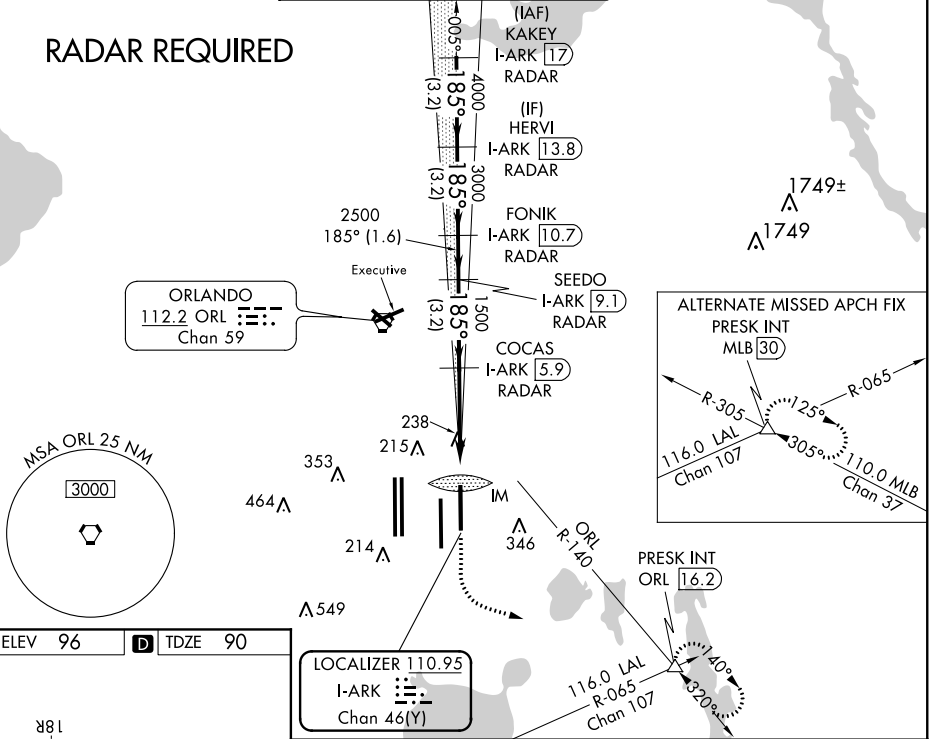 RADAR REQUIRED
(IAF)
KAKEY
I-ARK 17
RADAR
005°
4000
185°
(3.2)
(IF)
HERVI
I-ARK 13.8
RADAR
3000
185°
(3.2)
FONIK
I-ARK 10.7
RADAR
2500
185° (1.6)
SEEDO
I-ARK 9.1
RADAR
1500
185°
(3.2)
COCAS
I-ARK 5.9
RADAR
1749±
1749
Executive
ORLANDO
112.2 ORL
Chan 59
ALTERNATE MISSED APCH FIX
PRESK INT
MLB 30
R-305
R-065
125°
305°
116.0 LAL
Chan 107
110.0 MLB
Chan 37
238
215
353
464
214
346
549
IM
MSA ORL 25 NM
3000
ORL
R-140
PRESK INT
ORL 16.2
140°
320°
116.0 LAL
R-065
Chan 107
ELEV 96 D TDZE 90
LOCALIZER 110.95
I-ARK
Chan 46(Y)
18R